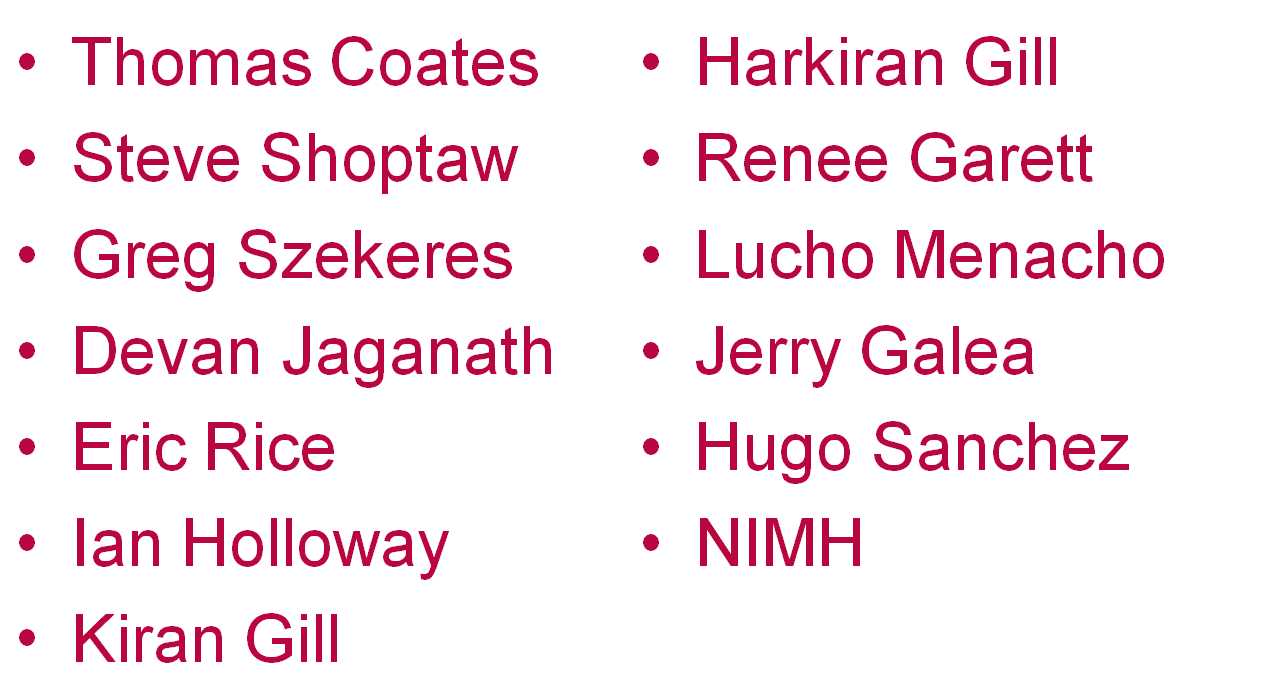 • Thomas Coates
• Steve Shoptaw
• Greg Szekeres
• Devan Jaganath
• Eric Rice
• Ian Holloway
• Kiran Gill
• Harkiran Gill
• Renee Garett
• Lucho Menacho
• Jerry Galea
• Hugo Sanchez
• NIMH